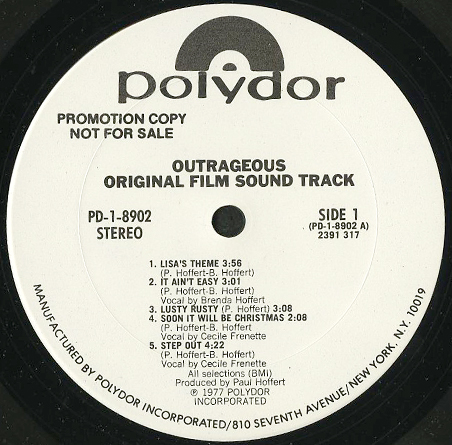 polydor
PROMOTION COPY
NOT FOR SALE
OUTRAGEOUS
ORIGINAL FILM SOUND TRACK
PD-1-8902
STEREO
SIDE 1
(PD-1-8902 A)
2391 317
1. LISA'S THEME 3:56
(P. Hoffert-B. Hoffert)
2. IT AIN'T EASY 3:01
(P. Hoffert-B. Hoffert)
Vocal by Brenda Hoffert
3. LUSTY RUSTY (P. Hoffert) 3:08
4. SOON IT WILL BE CHRISTMAS 2:08
(P. Hoffert-B. Hoffert)
Vocal by Cecile Frenette
5. STEP OUT 4:22
(P. Hoffert-B. Hoffert)
Vocal by Cecile Frenette
All selections (BMI)
Produced by Paul Hoffert
℗ 1977 POLYDOR
INCORPORATED
MANUFACTURED BY POLYDOR INCORPORATED/810 SEVENTH AVENUE/NEW YORK, N.Y. 10019